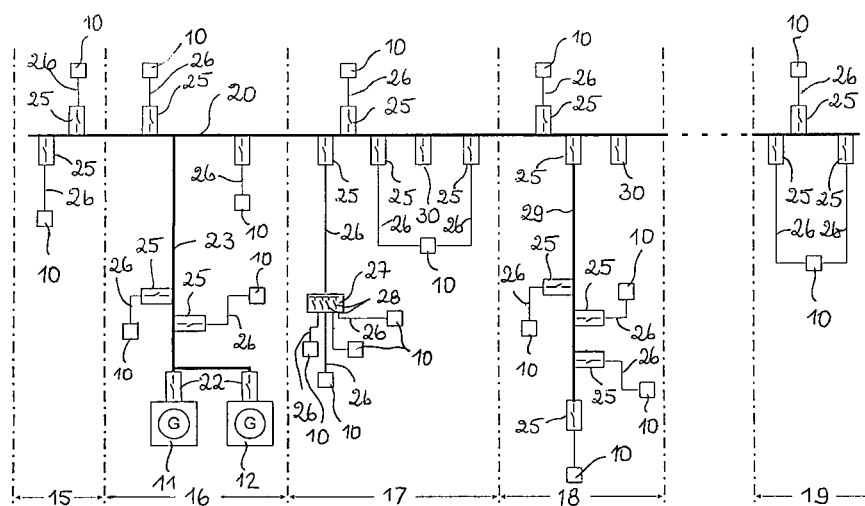 10 10 10 10 10
26 26 26 26 26
25 25 20 25 25 25
25 25 25 25 25 25 25
26 26 30 30
23 26 26 26 29 26 26
10 10 10 10
25 10 27 25 10
26 25 28 26 25 10
10 26 26 10 26
10 26
22 25 10
G G 26 10 10 25
26 10 10
11 12 10
15 16 17 18 19